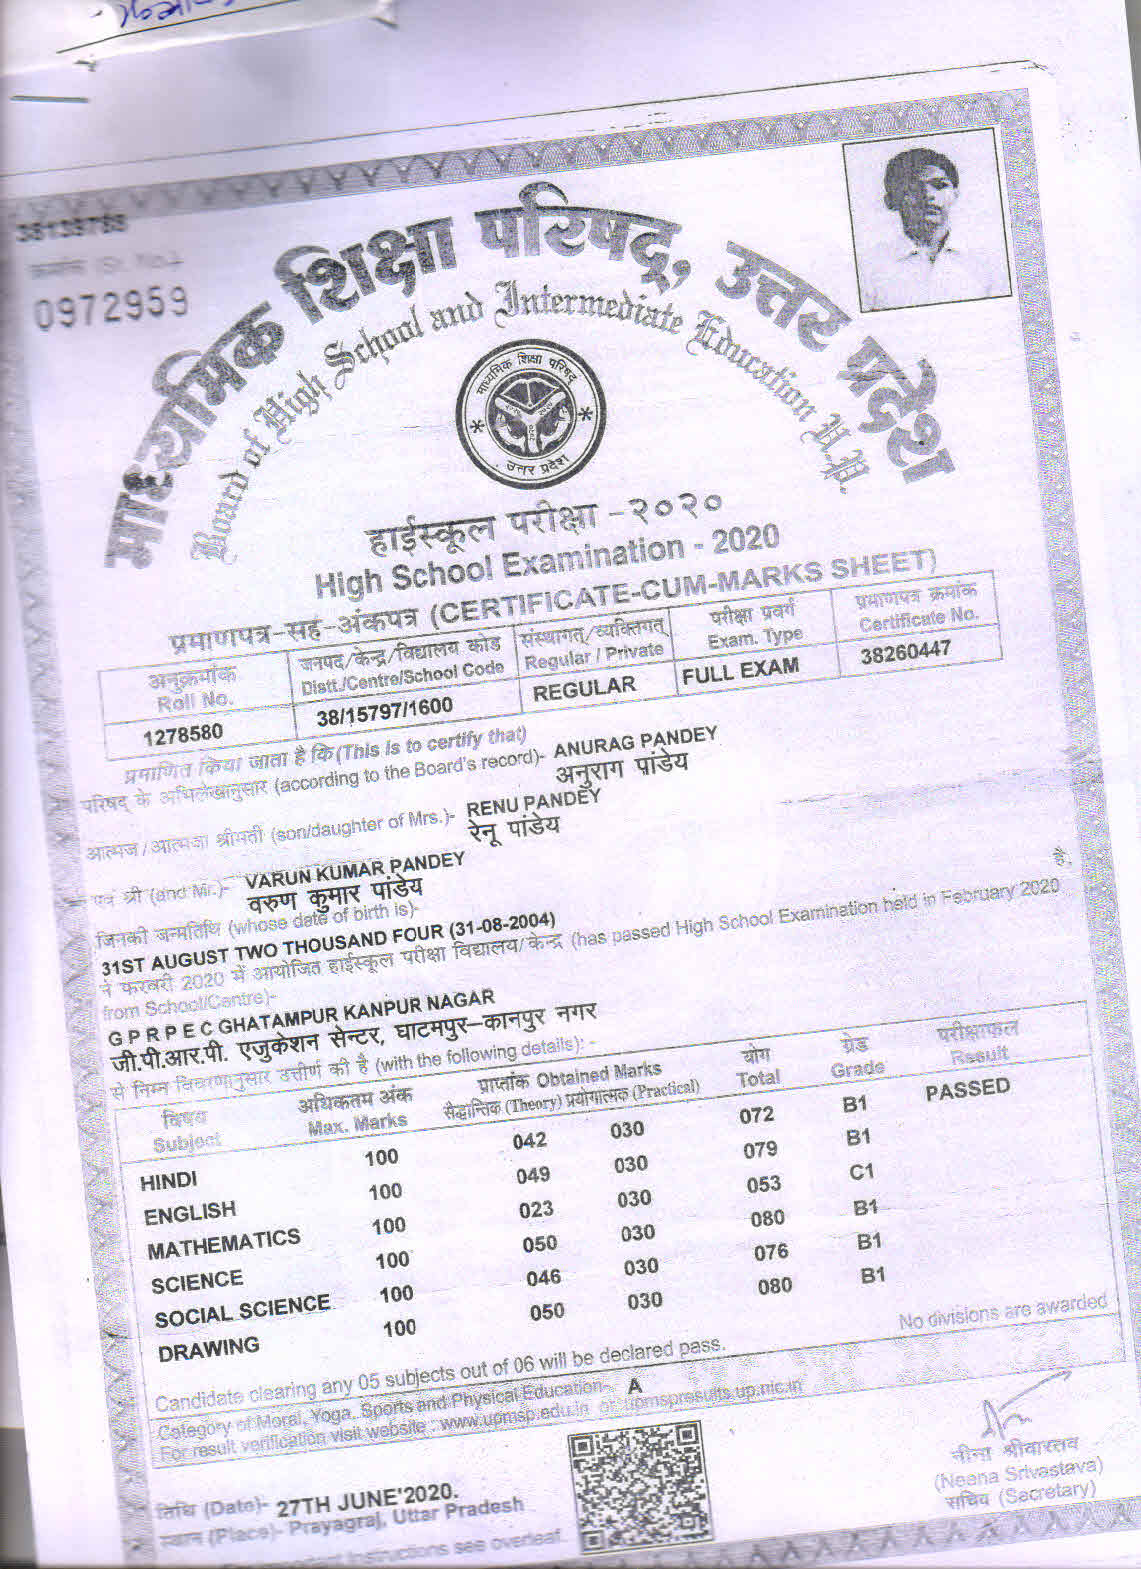 38139788
0972959
माध्यमिक शिक्षा परिषद्, उत्तर प्रदेश
Board of High School and Intermediate Education U.P.
माध्यमिक शिक्षा परिषद्
उत्तर प्रदेश
हाईस्कूल परीक्षा -२०२०
High School Examination - 2020
प्रमाणपत्र-सह-अंकपत्र (CERTIFICATE-CUM-MARKS SHEET)
अनुक्रमांक जनपद/केन्द्र/विद्यालय कोड संस्थागत/व्यक्तिगत परीक्षा प्रवर्ग प्रमाणपत्र क्रमांक
Roll No. Distt./Centre/School Code Regular / Private Exam. Type Certificate No.
1278580 38/15797/1600 REGULAR FULL EXAM 38260447
प्रमाणित किया जाता है कि (This is to certify that)
परिषद् के अभिलेखानुसार (according to the Board's record)- ANURAG PANDEY
अनुराग पांडेय
आत्मज / आत्मजा श्रीमती (son/daughter of Mrs.)- RENU PANDEY
रेनू पांडेय
एवं श्री (and Mr.)- VARUN KUMAR PANDEY
वरुण कुमार पांडेय
जिनकी जन्मतिथि (whose date of birth is)-
31ST AUGUST TWO THOUSAND FOUR (31-08-2004) है,
ने फरवरी 2020 में आयोजित हाईस्कूल परीक्षा विद्यालय/केन्द्र (has passed High School Examination held in February 2020
from School/Centre)-
G P R P E C GHATAMPUR KANPUR NAGAR
जी.पी.आर.पी. एजुकेशन सेन्टर, घाटमपुर-कानपुर नगर
से निम्न विवरणानुसार उत्तीर्ण की है (with the following details): -
विषय अधिकतम अंक प्राप्तांक Obtained Marks योग ग्रेड परीक्षाफल
Subject Max. Marks सैद्धान्तिक (Theory) प्रयोगात्मक (Practical) Total Grade Result
HINDI 100 042 030 072 B1 PASSED
ENGLISH 100 049 030 079 B1
MATHEMATICS 100 023 030 053 C1
SCIENCE 100 050 030 080 B1
SOCIAL SCIENCE 100 046 030 076 B1
DRAWING 100 050 030 080 B1
No divisions are awarded
Candidate clearing any 05 subjects out of 06 will be declared pass.
Category of Moral, Yoga, Sports and Physical Education- A
For result verification visit website : www.upmsp.edu.in or upmspresults.up.nic.in
नीना श्रीवास्तव
(Neena Srivastava)
सचिव (Secretary)
तिथि (Date)- 27TH JUNE'2020.
स्थान (Place)- Prayagraj, Uttar Pradesh
Instructions see overleaf.